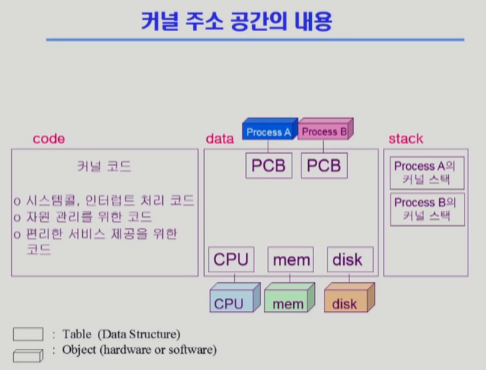 커널 주소 공간의 내용
code
커널 코드
o 시스템콜, 인터럽트 처리 코드
o 자원 관리를 위한 코드
o 편리한 서비스 제공을 위한
코드
data
Process A
Process B
PCB
PCB
CPU
mem
disk
CPU
mem
disk
stack
Process A의
커널 스택
Process B의
커널 스택
: Table (Data Structure)
: Object (hardware or software)